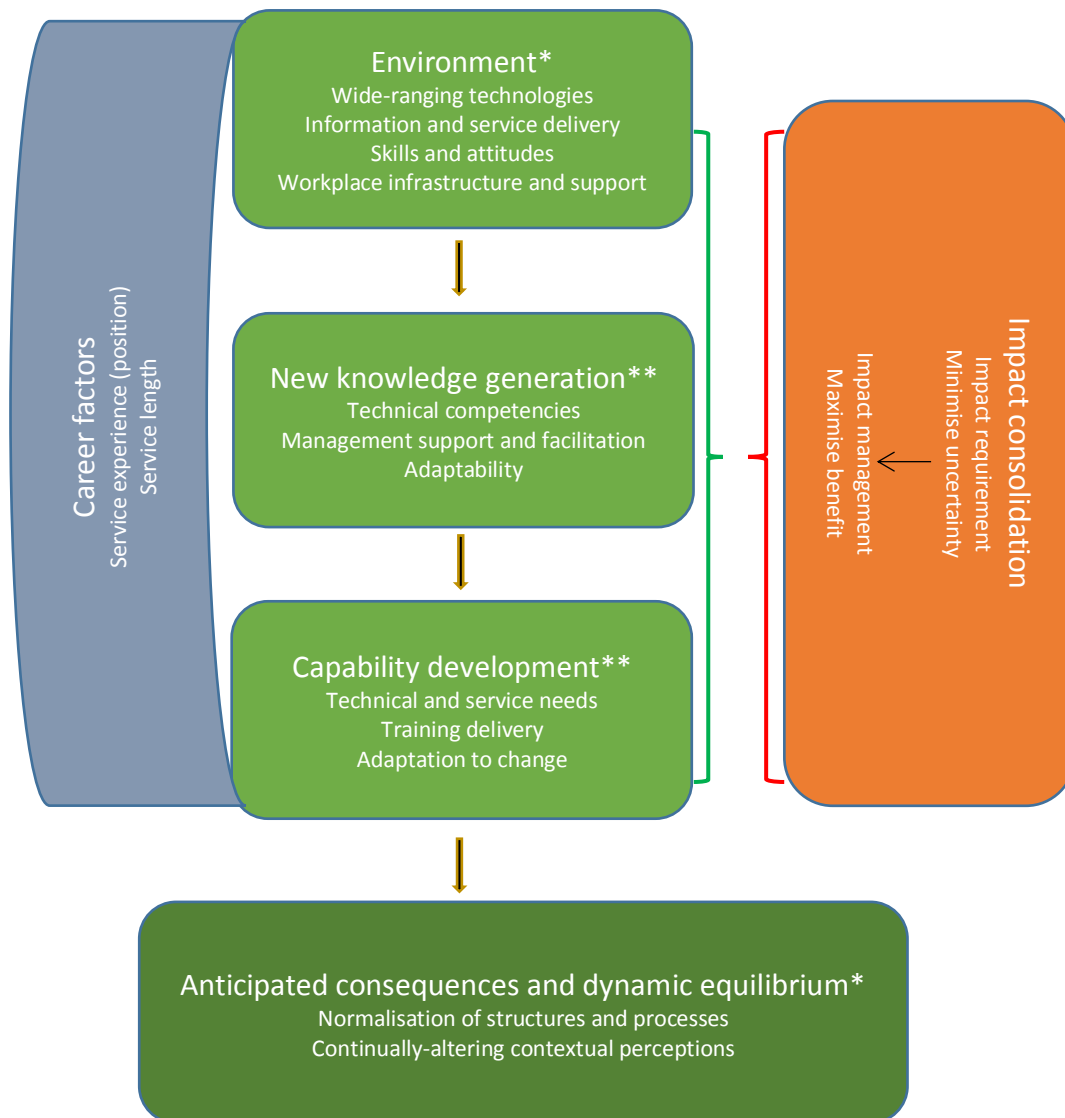 Environment*
Wide-ranging technologies
Information and service delivery
Skills and attitudes
Workplace infrastructure and support
Career factors
Service experience (position)
Service length
New knowledge generation**
Technical competencies
Management support and facilitation
Adaptability
Capability development**
Technical and service needs
Training delivery
Adaptation to change
Impact consolidation
Impact requirement
Minimise uncertainty
Impact management
Maximise benefit
Anticipated consequences and dynamic equilibrium*
Normalisation of structures and processes
Continually-altering contextual perceptions